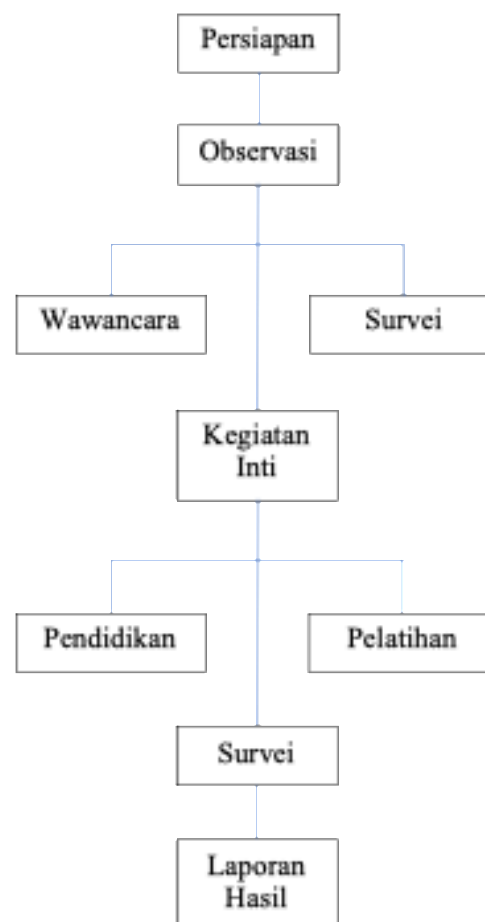 Persiapan
Observasi
Wawancara
Survei
Kegiatan
Inti
Pendidikan
Pelatihan
Survei
Laporan
Hasil